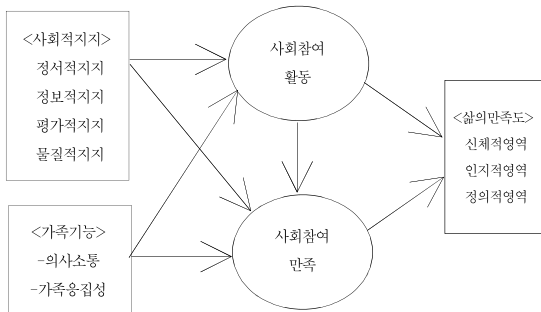 <사회적지지>
정서적지지
정보적지지
평가적지지
물질적지지
<가족기능>
-의사소통
-가족응집성
사회참여
활동
사회참여
만족
<삶의만족도>
신체적영역
인지적영역
정의적영역